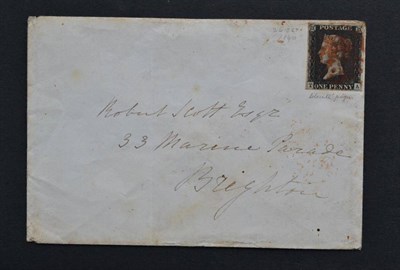 POSTAGE
ONE PENNY
Robert Scott Esqr
33 Marine Parade
Brighton